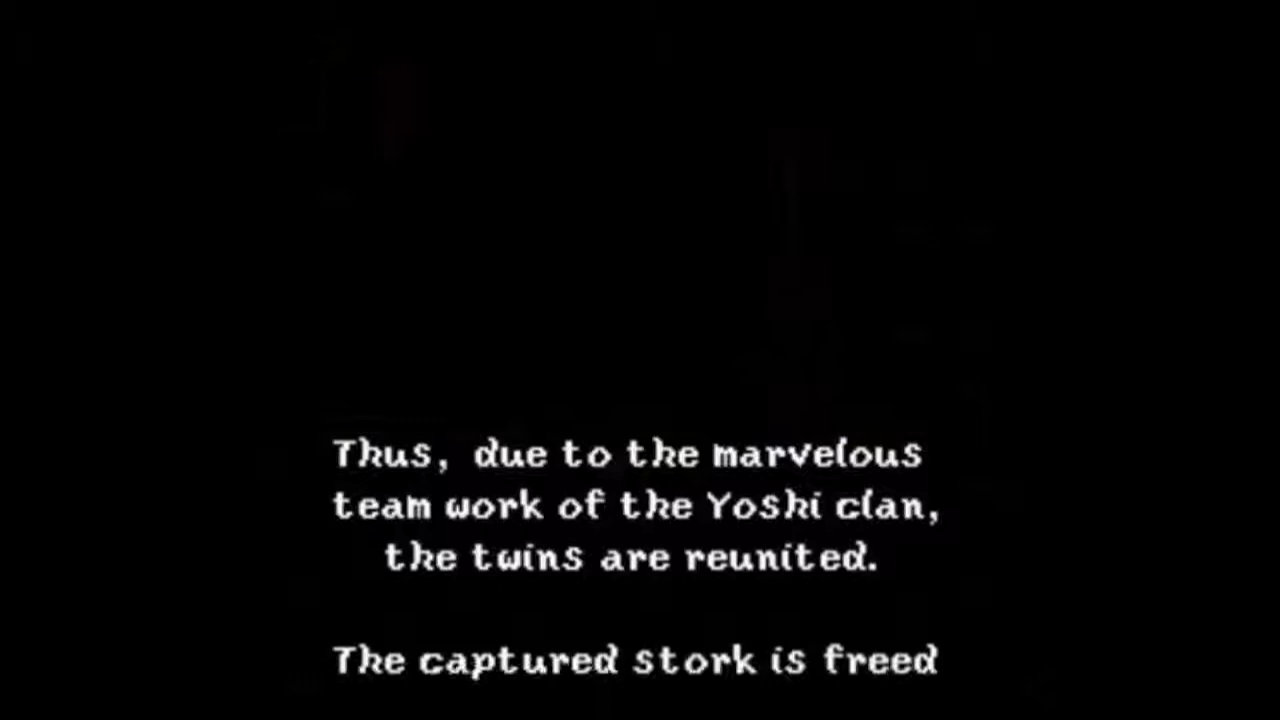 Thus, due to the marvelous
team work of the Yoshi clan,
the twins are reunited.
The captured stork is freed